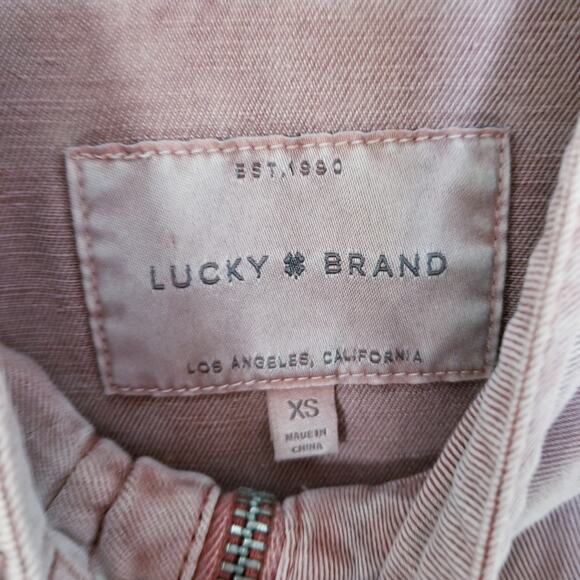 EST.1990
LUCKY BRAND
LOS ANGELES, CALIFORNIA
XS
MADE IN
CHINA